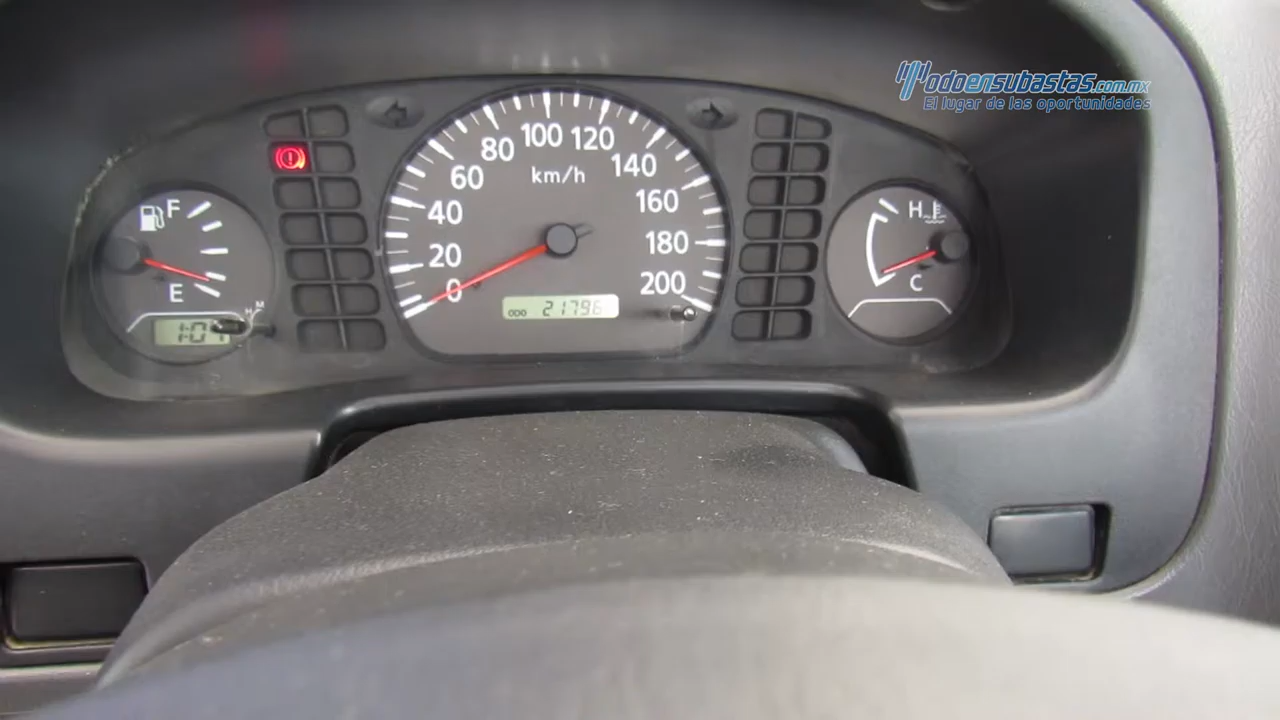 Todoensubastas.com.mx
El lugar de las oportunidades
F
E
H M
0
20
40
60
80
100
120
140
160
180
200
km/h
ODO 21796
H
C